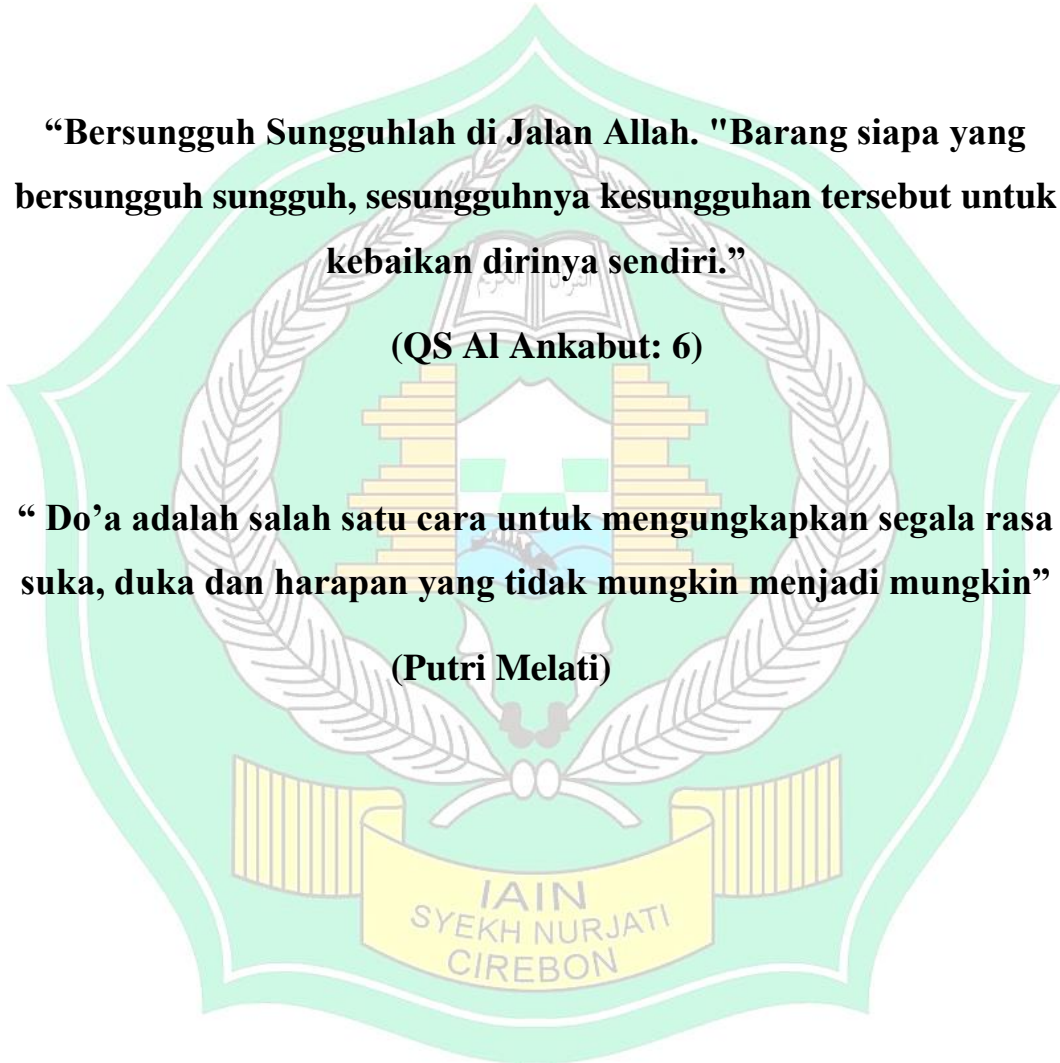 “Bersungguh Sungguhlah di Jalan Allah. "Barang siapa yang
bersungguh sungguh, sesungguhnya kesungguhan tersebut untuk
kebaikan dirinya sendiri.”
القرآن الكريم
(QS Al Ankabut: 6)
“ Do’a adalah salah satu cara untuk mengungkapkan segala rasa
suka, duka dan harapan yang tidak mungkin menjadi mungkin”
(Putri Melati)
IAIN
SYEKH NURJATI
CIREBON